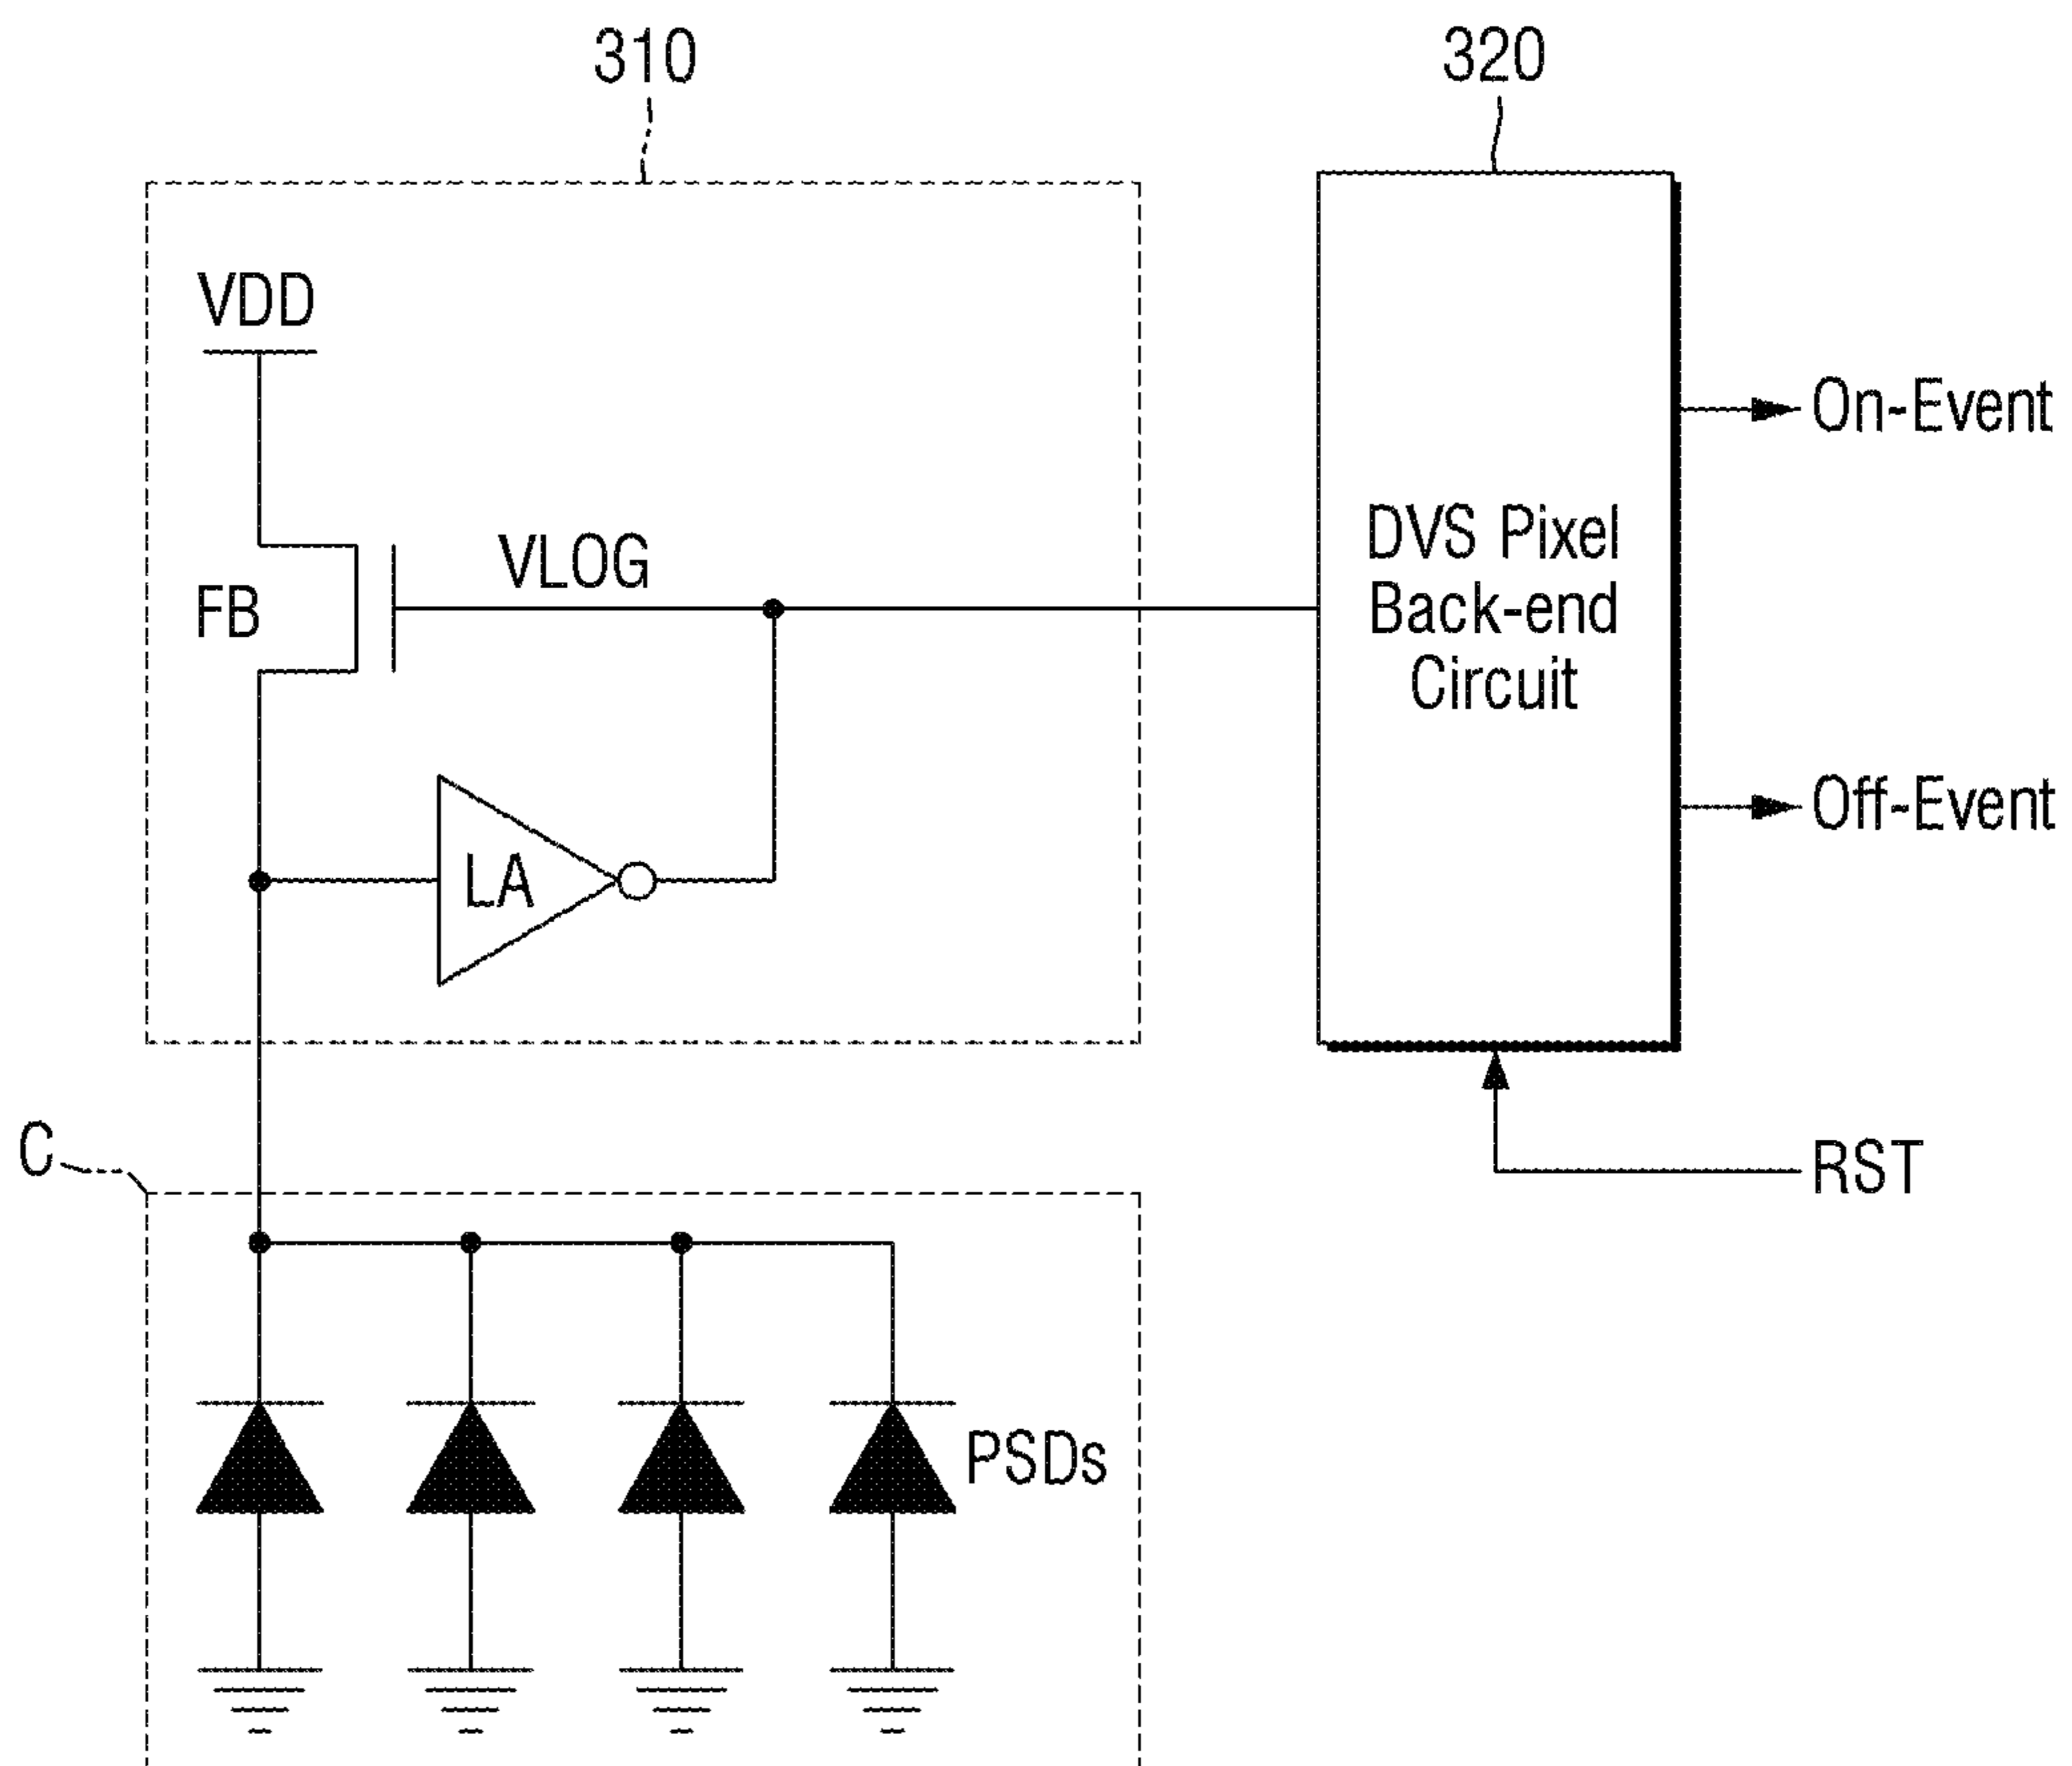 310
320
VDD
On-Event
VLOG
FB
DVS Pixel
Back-end
Circuit
Off-Event
LA
C
RST
PSDs